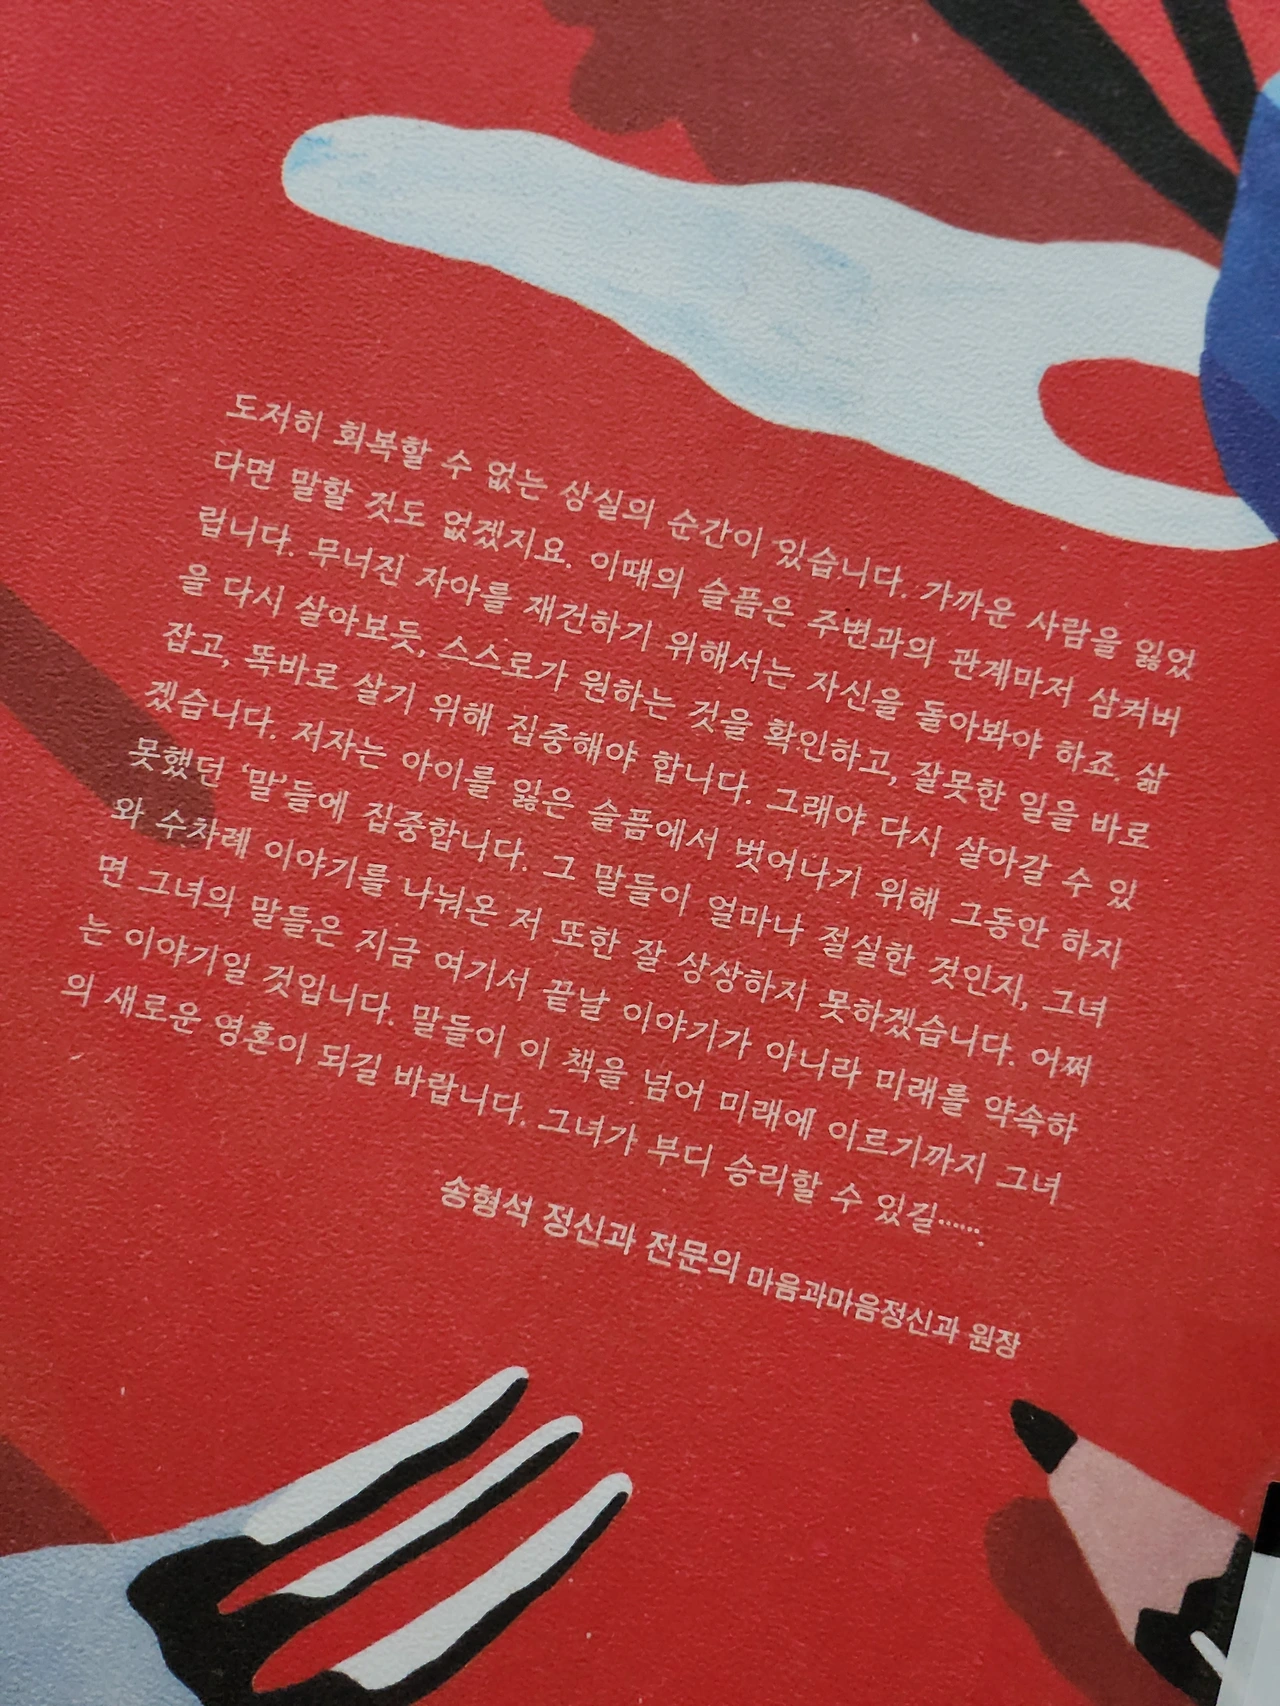 도저히 회복할 수 없는 상실의 순간이 있습니다. 가까운 사람을 잃었
다면 말할 것도 없겠지요. 이때의 슬픔은 주변과의 관계마저 삼켜버
립니다. 무너진 자아를 재건하기 위해서는 자신을 돌아봐야 하죠. 삶
을 다시 살아보듯, 스스로가 원하는 것을 확인하고, 잘못한 일을 바로
잡고, 똑바로 살기 위해 집중해야 합니다. 그래야 다시 살아갈 수 있
겠습니다. 저자는 아이를 잃은 슬픔에서 벗어나기 위해 그동안 하지
못했던 ‘말’들에 집중합니다. 그 말들이 얼마나 절실한 것인지, 그녀
와 수차례 이야기를 나눠온 저 또한 잘 상상하지 못하겠습니다. 어쩌
면 그녀의 말들은 지금 여기서 끝날 이야기가 아니라 미래를 약속하
는 이야기일 것입니다. 말들이 이 책을 넘어 미래에 이르기까지 그녀
의 새로운 영혼이 되길 바랍니다. 그녀가 부디 승리할 수 있길…….
송형석 정신과 전문의 마음과마음정신과 원장